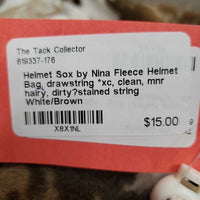 The Tack Collector
619337-176
Helmet Sox by Nina Fleece Helmet
Bag, drawstring *xc, clean, mnr
hairy, dirty?stained string
White/Brown
X8X1NL
$15.00